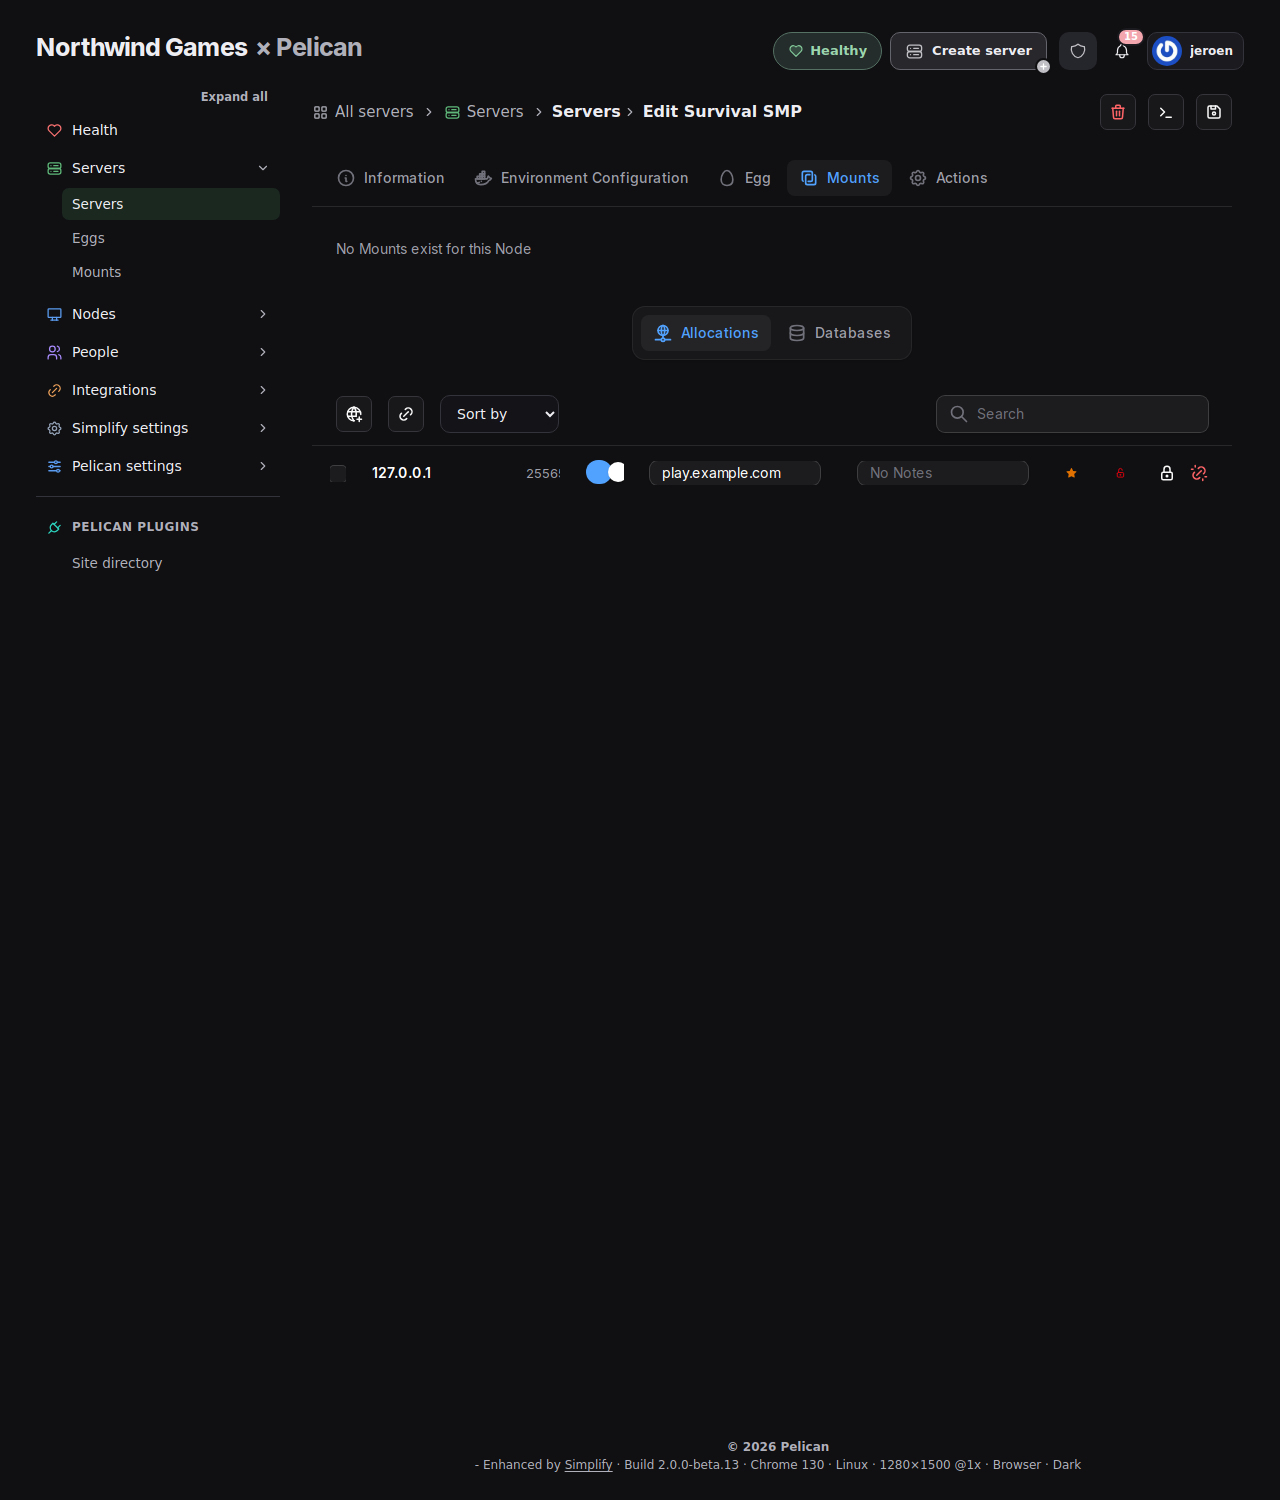 Northwind Games × Pelican
Healthy
Create server
15
jeroen
Expand all
Health
Servers
Servers
Eggs
Mounts
Nodes
People
Integrations
Simplify settings
Pelican settings
PELICAN PLUGINS
Site directory
All servers > Servers > Servers > Edit Survival SMP
Information
Environment Configuration
Egg
Mounts
Actions
No Mounts exist for this Node
Allocations
Databases
Sort by
Search
127.0.0.1
25565
play.example.com
No Notes
© 2026 Pelican
- Enhanced by Simplify · Build 2.0.0-beta.13 · Chrome 130 · Linux · 1280×1500 @1x · Browser · Dark